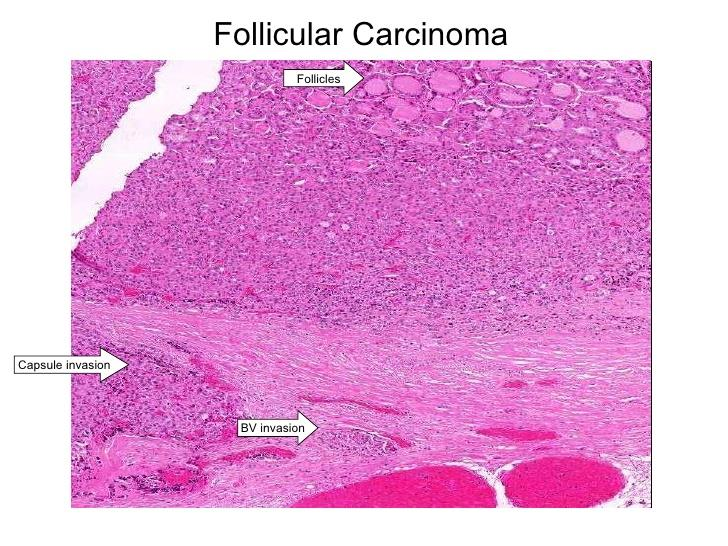 Follicular Carcinoma
Follicles
Capsule invasion
BV invasion